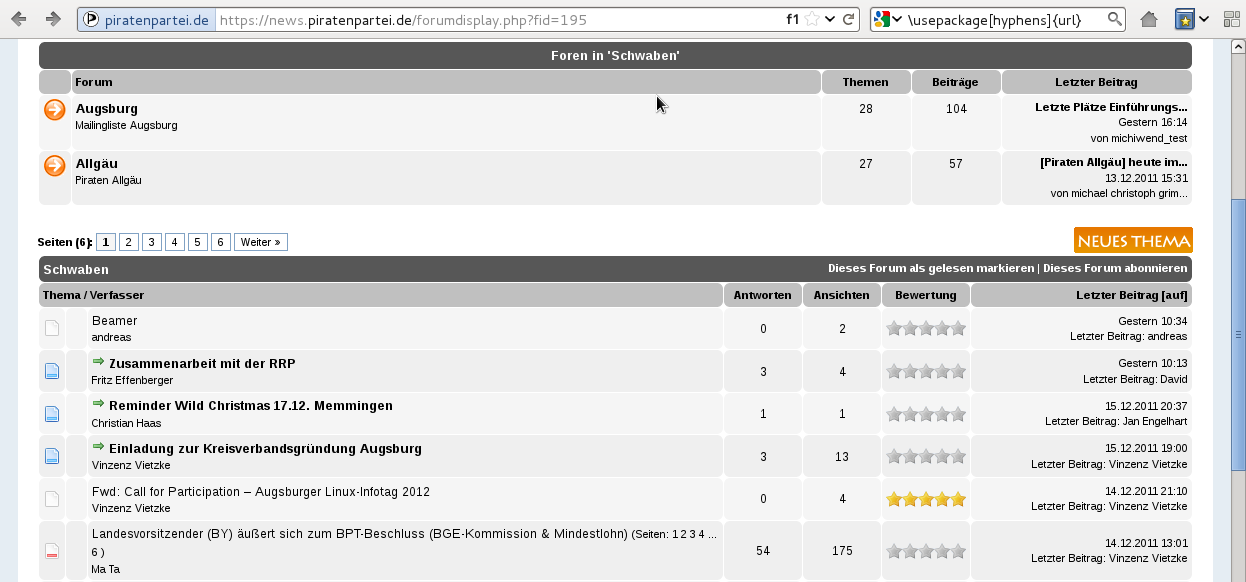 piratenpartei.de https://news.piratenpartei.de/forumdisplay.php?fid=195 f1 \usepackage[hyphens]{url}
Foren in 'Schwaben'
Forum Themen Beiträge Letzter Beitrag
Augsburg 28 104 Letzte Plätze Einführungs...
Mailingliste Augsburg Gestern 16:14
von michiwend_test
Allgäu 27 57 [Piraten Allgäu] heute im...
Piraten Allgäu 13.12.2011 15:31
von michael christoph grim...
Seiten (6): 1 2 3 4 5 6 Weiter » NEUES THEMA
Schwaben Dieses Forum als gelesen markieren | Dieses Forum abonnieren
Thema / Verfasser Antworten Ansichten Bewertung Letzter Beitrag [auf]
Beamer 0 2 Gestern 10:34
andreas Letzter Beitrag: andreas
Zusammenarbeit mit der RRP 3 4 Gestern 10:13
Fritz Effenberger Letzter Beitrag: David
Reminder Wild Christmas 17.12. Memmingen 1 1 15.12.2011 20:37
Christian Haas Letzter Beitrag: Jan Engelhart
Einladung zur Kreisverbandsgründung Augsburg 3 13 15.12.2011 19:00
Vinzenz Vietzke Letzter Beitrag: Vinzenz Vietzke
Fwd: Call for Participation – Augsburger Linux-Infotag 2012 0 4 14.12.2011 21:10
Vinzenz Vietzke Letzter Beitrag: Vinzenz Vietzke
Landesvorsitzender (BY) äußert sich zum BPT-Beschluss (BGE-Kommission & Mindestlohn) (Seiten: 1 2 3 4 ...
6 ) 54 175 14.12.2011 13:01
Ma Ta Letzter Beitrag: Vinzenz Vietzke